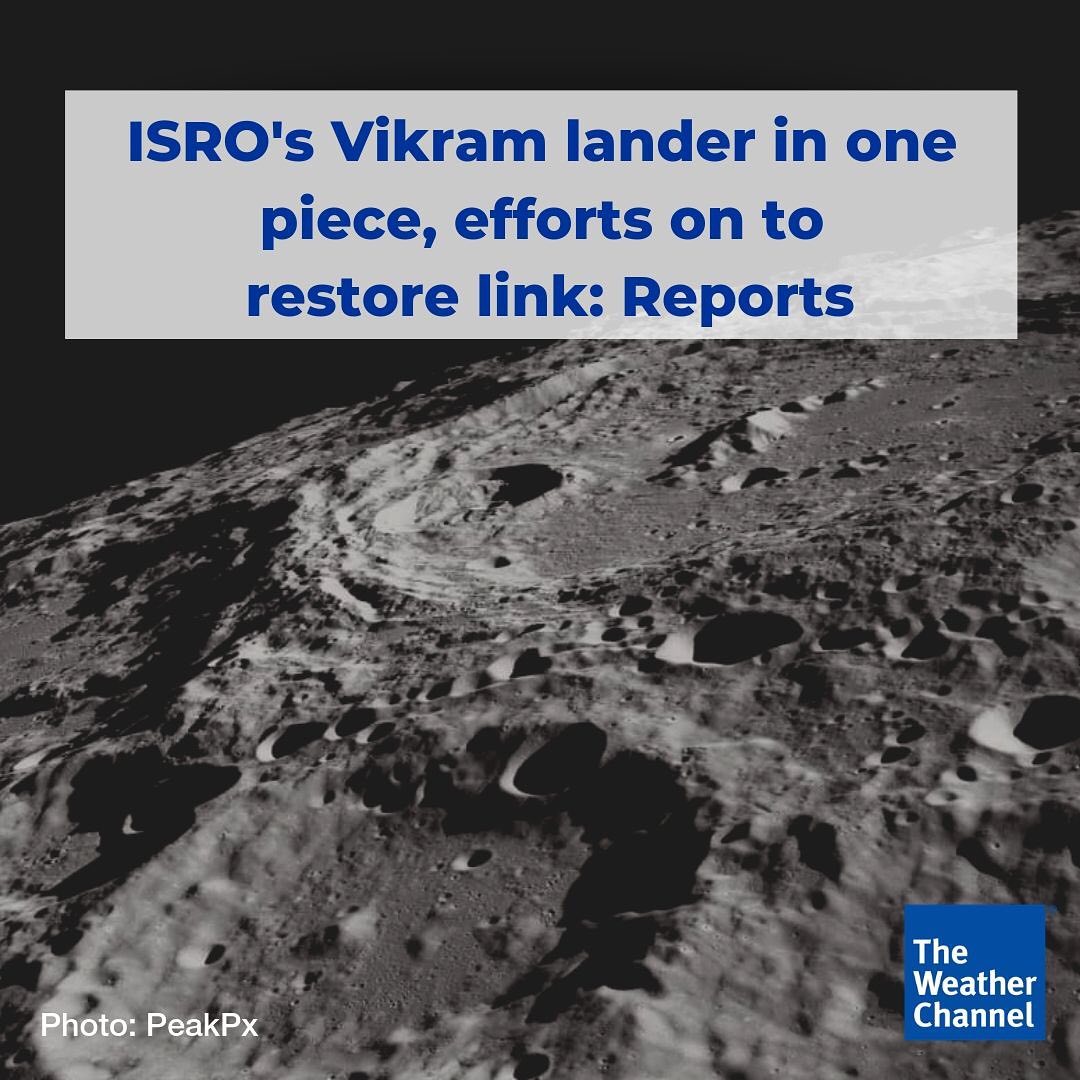 ISRO's Vikram lander in one
piece, efforts on to
restore link: Reports
Photo: PeakPx
The
Weather
Channel